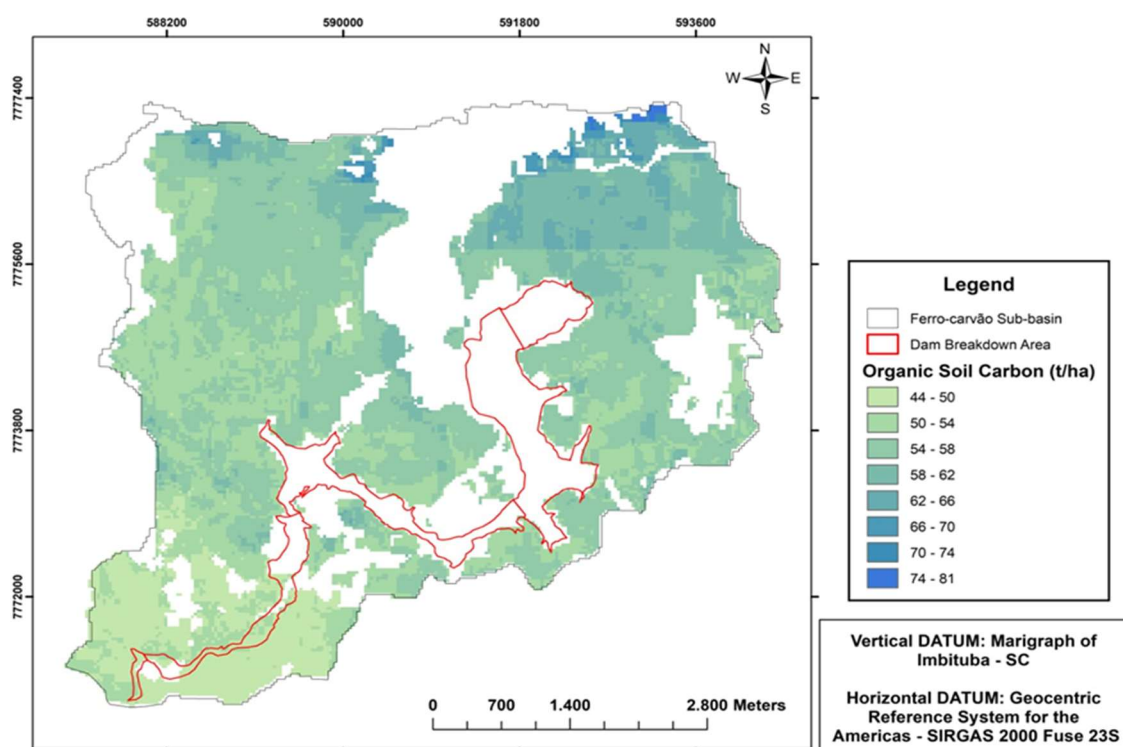 588200
590000
591800
593600
7777400
7775600
7773800
7772000
N
W E
S
Legend
Ferro-carvão Sub-basin
Dam Breakdown Area
Organic Soil Carbon (t/ha)
44 - 50
50 - 54
54 - 58
58 - 62
62 - 66
66 - 70
70 - 74
74 - 81
0 700 1.400 2.800 Meters
Vertical DATUM: Marigraph of
Imbituba - SC
Horizontal DATUM: Geocentric
Reference System for the
Americas - SIRGAS 2000 Fuse 23S